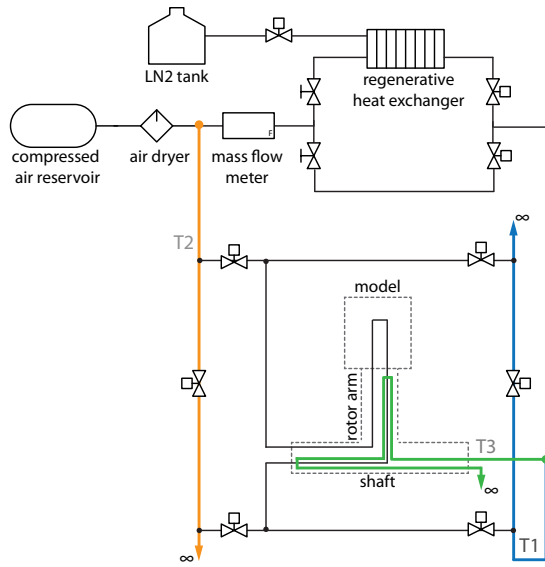 LN2 tank
regenerative
heat exchanger
compressed
air reservoir
air dryer
mass flow
meter
F
∞
T2
model
rotor arm
T3
shaft
∞
∞
T1